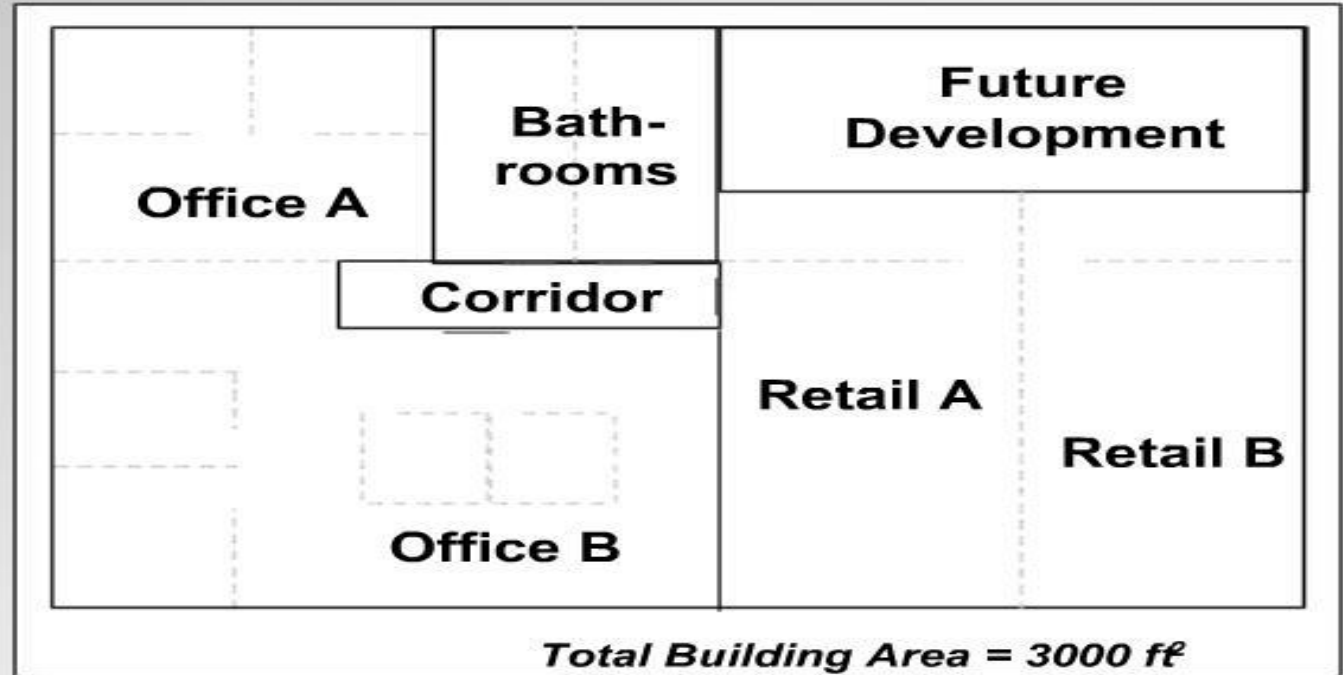 Future
Development
Bath-
rooms
Office A
Corridor
Retail A
Retail B
Office B
Total Building Area = 3000 ft²